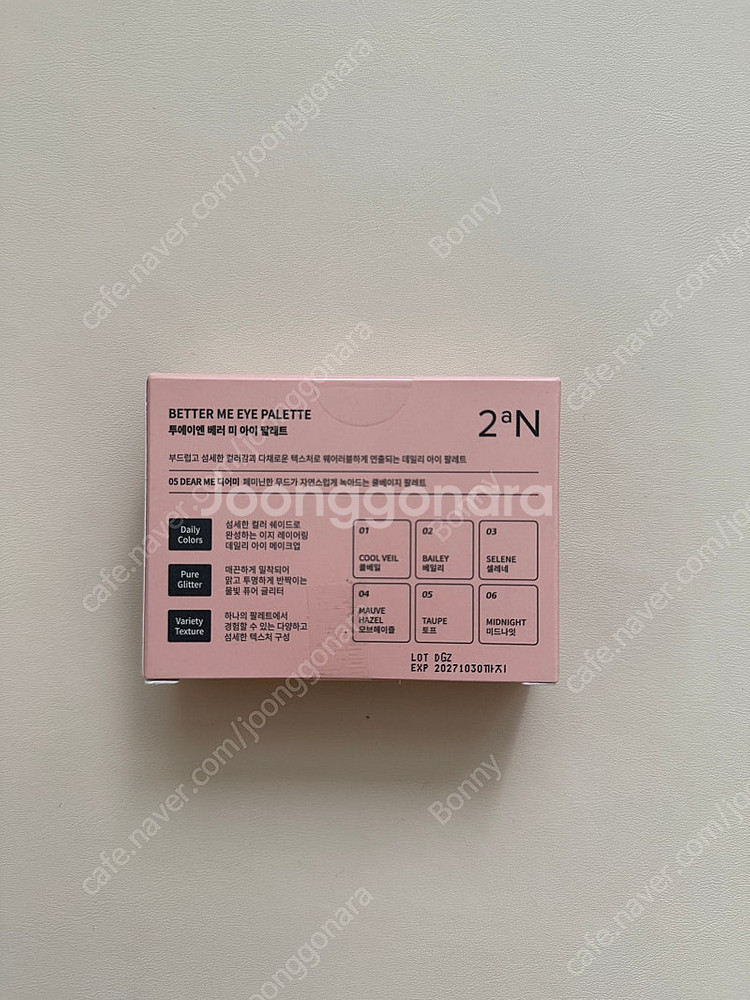 BETTER ME EYE PALETTE
투에이엔 베러 미 아이 팔레트
2aN
부드럽고 섬세한 컬러감과 다채로운 텍스처로 웨어러블하게 연출되는 데일리 아이 팔레트
05 DEAR ME 디어미 페미닌한 무드가 자연스럽게 녹아드는 쿨베이지 팔레트
Daily
Colors
섬세한 컬러 쉐이드로
완성하는 이지 레이어링
데일리 아이 메이크업
Pure
Glitter
매끈하게 밀착되어
맑고 투명하게 반짝이는
물빛 퓨어 글리터
Variety
Texture
하나의 팔레트에서
경험할 수 있는 다양하고
섬세한 텍스처 구성
01
COOL VEIL
쿨베일
02
BAILEY
베일리
03
SELENE
셀레네
04
MAUVE
HAZEL
모브헤이즐
05
TAUPE
토프
06
MIDNIGHT
미드나잇
LOT DGZ
EXP 20271030까지
Joonggonara
cafe.naver.com/joonggonara
Bonny
cafe.naver.com/joonggonara
Bonny
cafe.naver.com/joonggonara